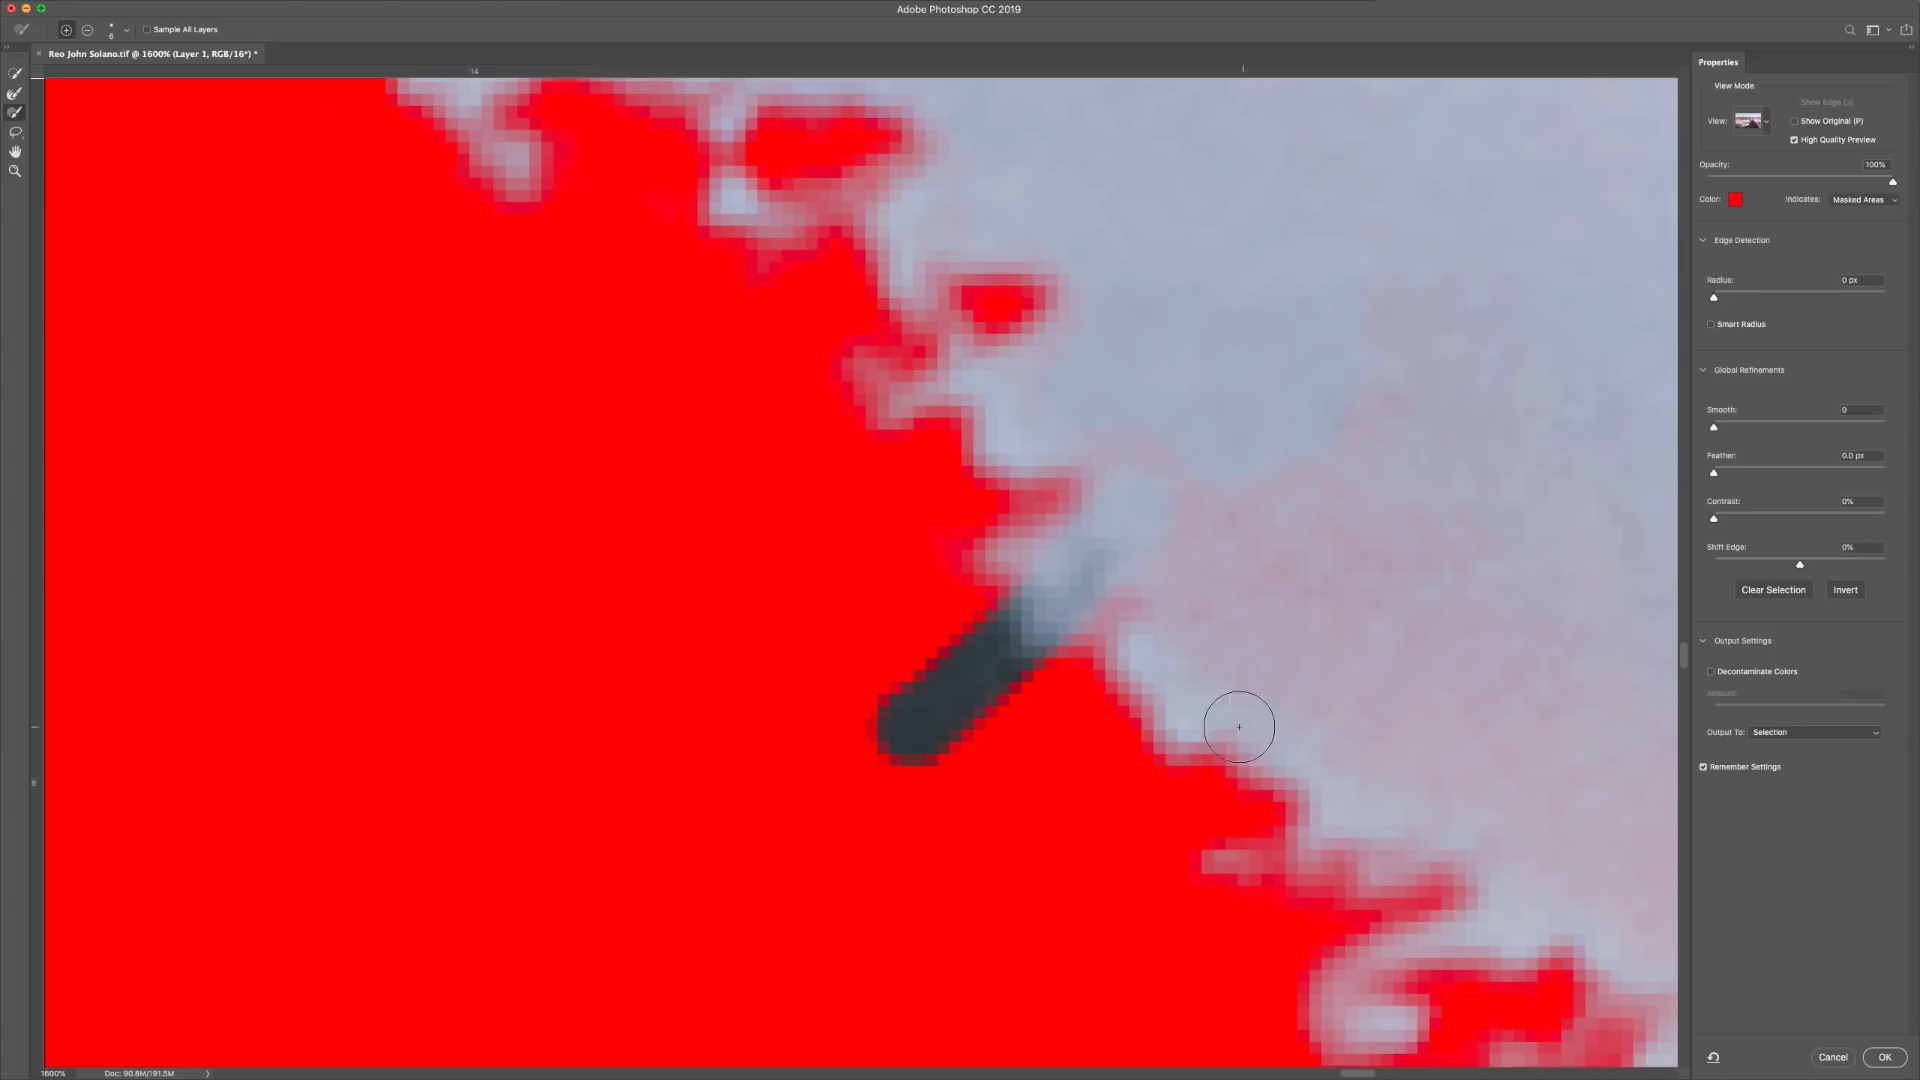 Adobe Photoshop CC 2019
6
Sample All Layers
Reo John Solano.tif @ 1600% (Layer 1, RGB/16*) *
14
6
Properties
View Mode
Show Edge (J)
View:
Show Original (P)
High Quality Preview
Opacity:
100%
Color:
Indicates:
Masked Areas
Edge Detection
Radius:
0 px
Smart Radius
Global Refinements
Smooth:
0
Feather:
0.0 px
Contrast:
0%
Shift Edge:
0%
Clear Selection
Invert
Output Settings
Decontaminate Colors
Amount:
Output To:
Selection
Remember Settings
Cancel
OK
1600%
Doc: 90.8M/191.5M